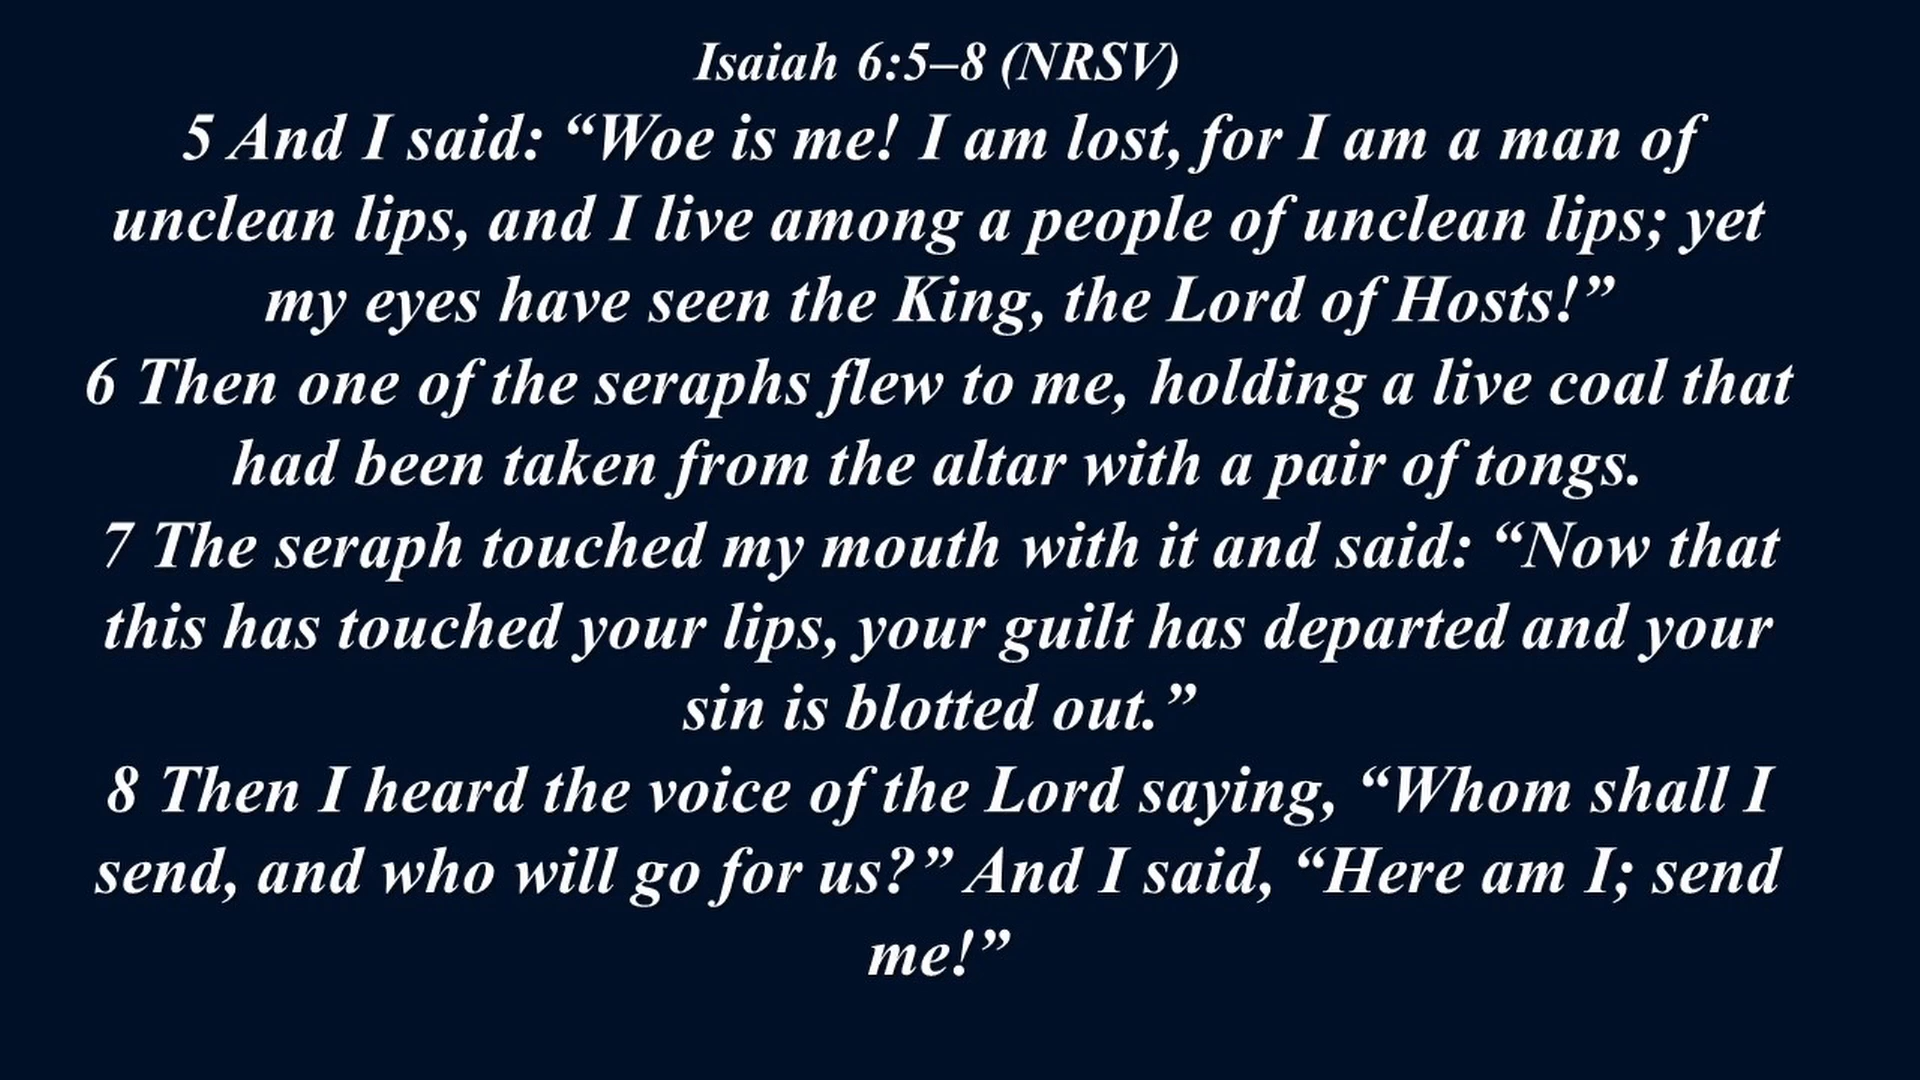 Isaiah 6:5–8 (NRSV)
5 And I said: “Woe is me! I am lost, for I am a man of
unclean lips, and I live among a people of unclean lips; yet
my eyes have seen the King, the Lord of Hosts!”
6 Then one of the seraphs flew to me, holding a live coal that
had been taken from the altar with a pair of tongs.
7 The seraph touched my mouth with it and said: “Now that
this has touched your lips, your guilt has departed and your
sin is blotted out.”
8 Then I heard the voice of the Lord saying, “Whom shall I
send, and who will go for us?” And I said, “Here am I; send
me!”